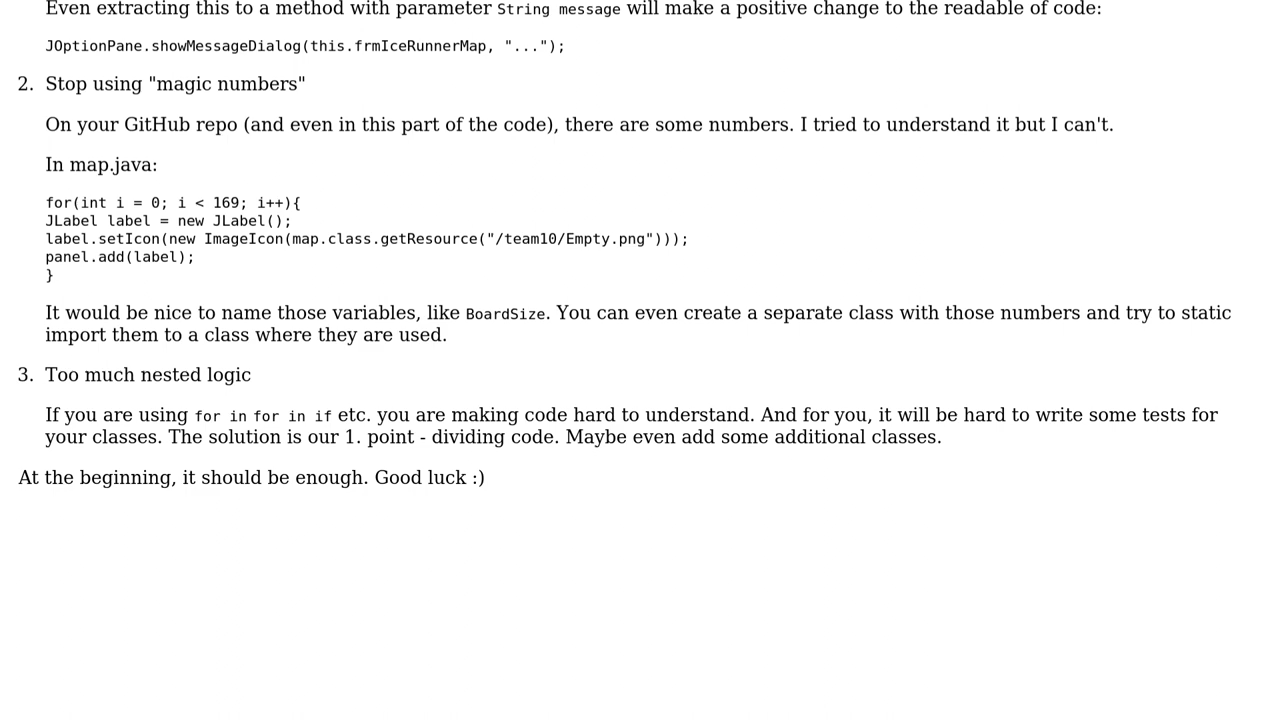 Even extracting this to a method with parameter String message will make a positive change to the readable of code:
JOptionPane.showMessageDialog(this.frmIceRunnerMap, "...");
2. Stop using "magic numbers"
On your GitHub repo (and even in this part of the code), there are some numbers. I tried to understand it but I can't.
In map.java:
for(int i = 0; i < 169; i++){
JLabel label = new JLabel();
label.setIcon(new ImageIcon(map.class.getResource("/team10/Empty.png")));
panel.add(label);
}
It would be nice to name those variables, like BoardSize. You can even create a separate class with those numbers and try to static
import them to a class where they are used.
3. Too much nested logic
If you are using for in for in if etc. you are making code hard to understand. And for you, it will be hard to write some tests for
your classes. The solution is our 1. point - dividing code. Maybe even add some additional classes.
At the beginning, it should be enough. Good luck :)